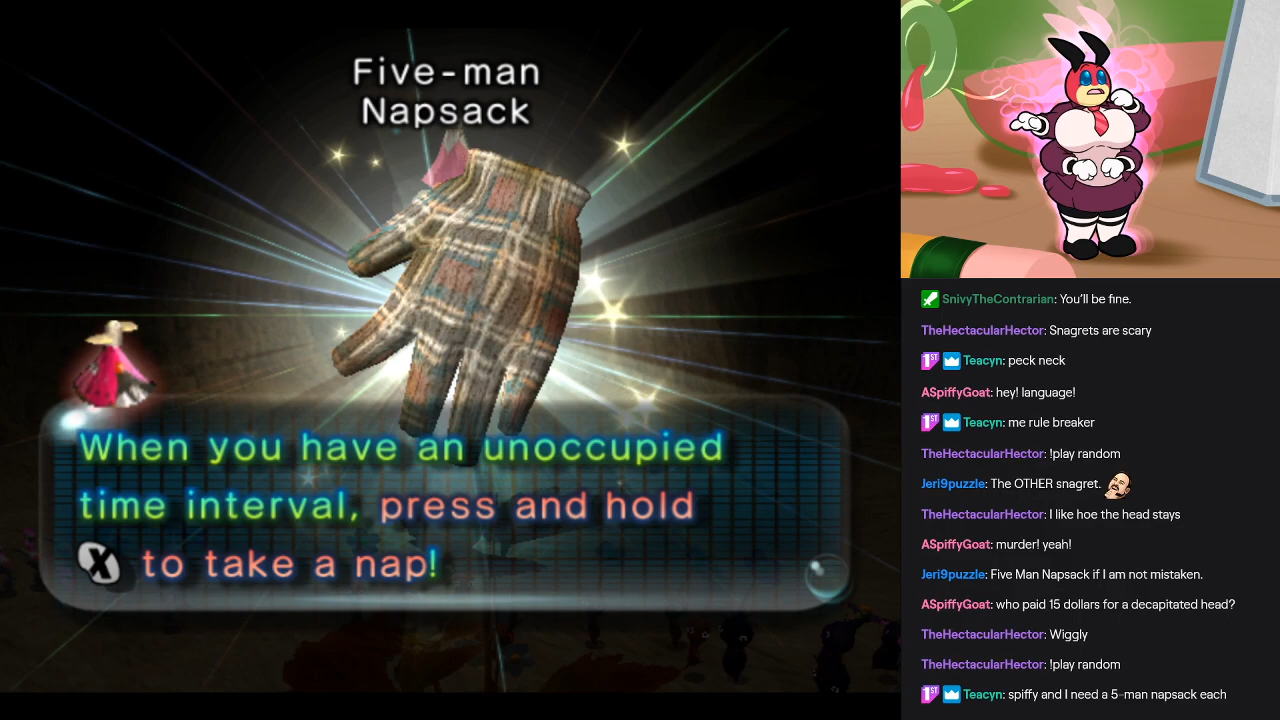 Five-man
Napsack
When you have an unoccupied
time interval, press and hold
X to take a nap!
SnivyTheContrarian: You'll be fine.
TheHectacularHector: Snagrets are scary
1ST Teacyn: peck neck
ASpiffyGoat: hey! language!
1ST Teacyn: me rule breaker
TheHectacularHector: !play random
Jeri9puzzle: The OTHER snagret.
TheHectacularHector: I like hoe the head stays
ASpiffyGoat: murder! yeah!
Jeri9puzzle: Five Man Napsack if I am not mistaken.
ASpiffyGoat: who paid 15 dollars for a decapitated head?
TheHectacularHector: Wiggly
TheHectacularHector: !play random
1ST Teacyn: spiffy and I need a 5-man napsack each